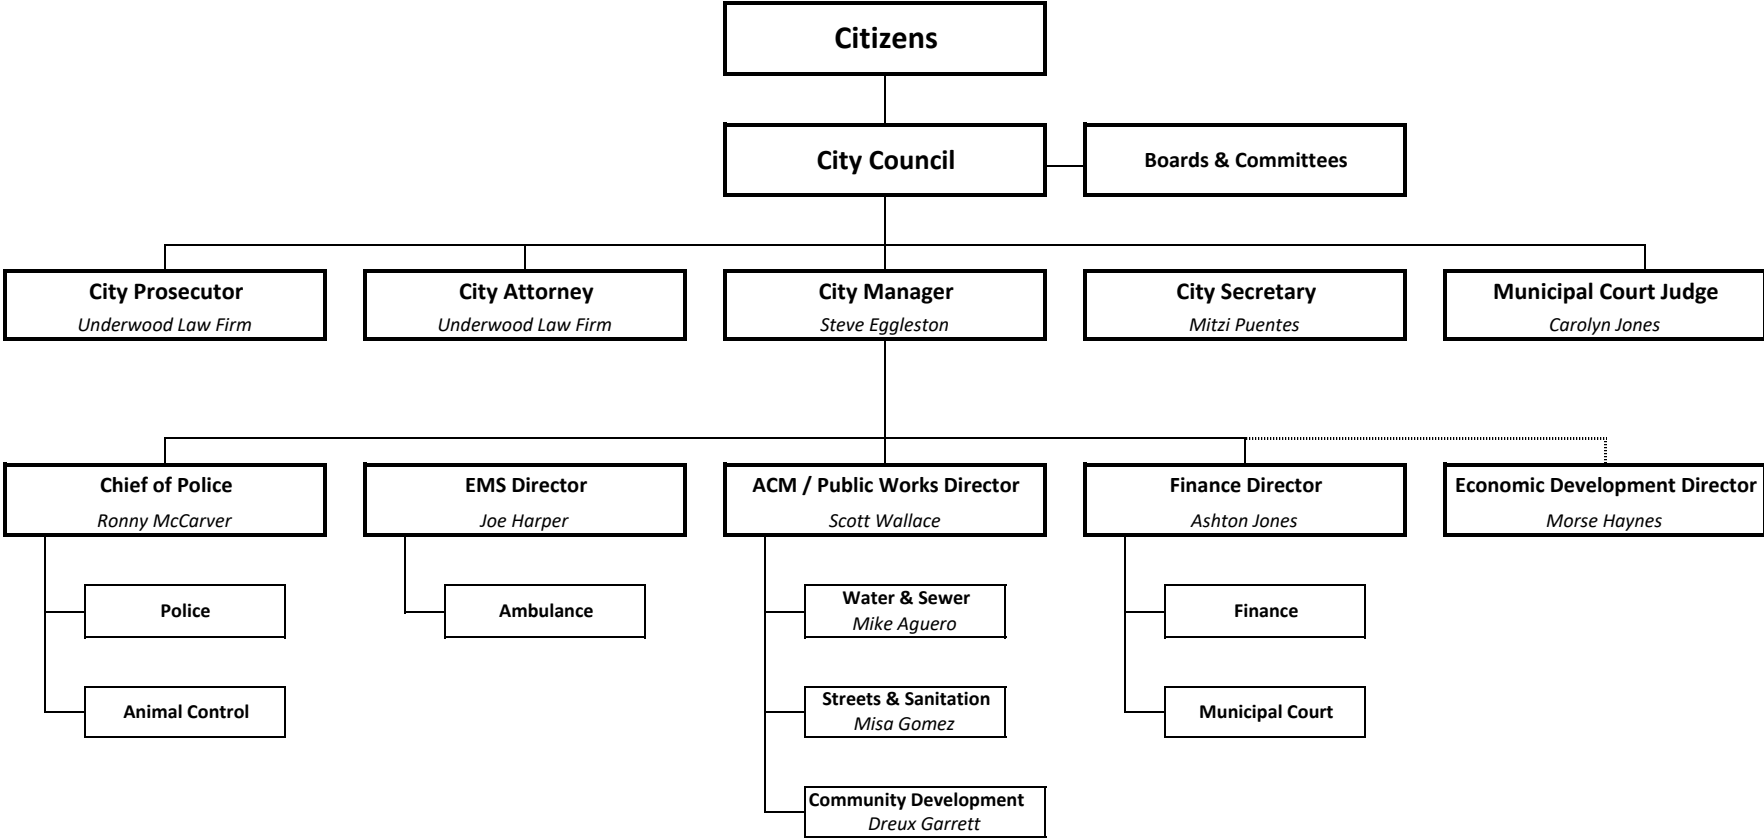 Citizens
City Council
Boards & Committees
City Prosecutor
Underwood Law Firm
City Attorney
Underwood Law Firm
City Manager
Steve Eggleston
City Secretary
Mitzi Puentes
Municipal Court Judge
Carolyn Jones
Chief of Police
Ronny McCarver
EMS Director
Joe Harper
ACM / Public Works Director
Scott Wallace
Finance Director
Ashton Jones
Economic Development Director
Morse Haynes
Police
Animal Control
Ambulance
Water & Sewer
Mike Aguero
Streets & Sanitation
Misa Gomez
Community Development
Dreux Garrett
Finance
Municipal Court